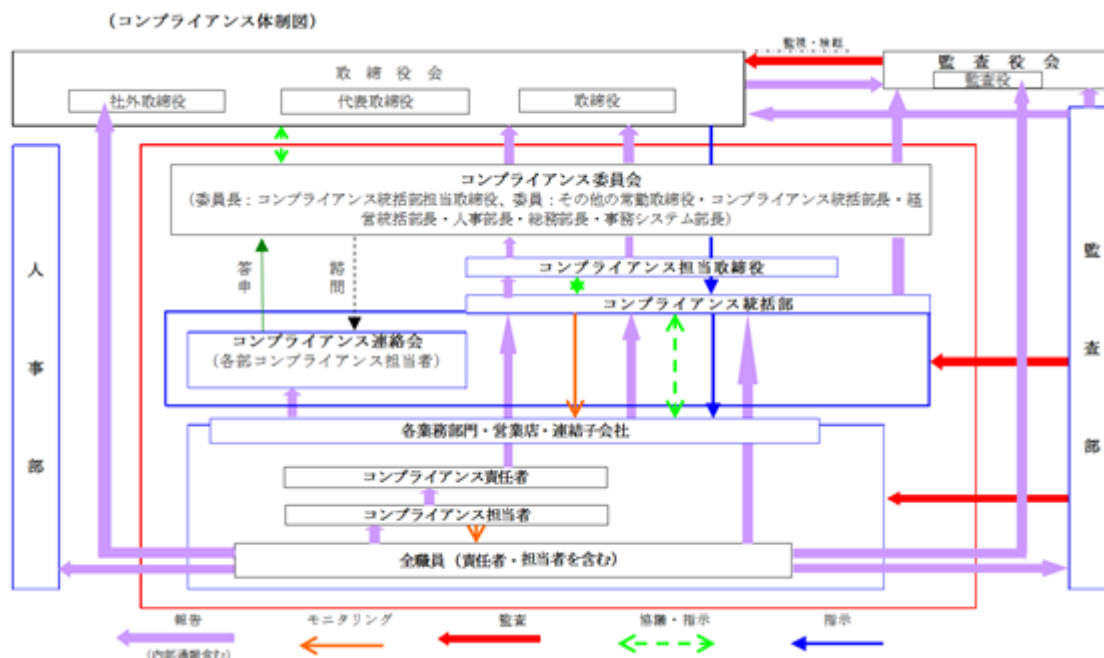 (コンプライアンス体制図)
監視・検証
取 締 役 会
監 査 役 会
社外取締役
代表取締役
取締役
監査役
コンプライアンス委員会
(委員長：コンプライアンス統括部担当取締役、委員：その他の常勤取締役・コンプライアンス統括部長・経
営統括部長・人事部長・総務部長・事務システム部長)
人事部
監査部
答申
諮問
コンプライアンス担当取締役
コンプライアンス統括部
コンプライアンス連絡会
(各部コンプライアンス担当者)
各業務部門・営業店・連結子会社
コンプライアンス責任者
コンプライアンス担当者
全職員（責任者・担当者を含む）
報告
モニタリング
監査
協議・指示
指示
(内部通報含む)